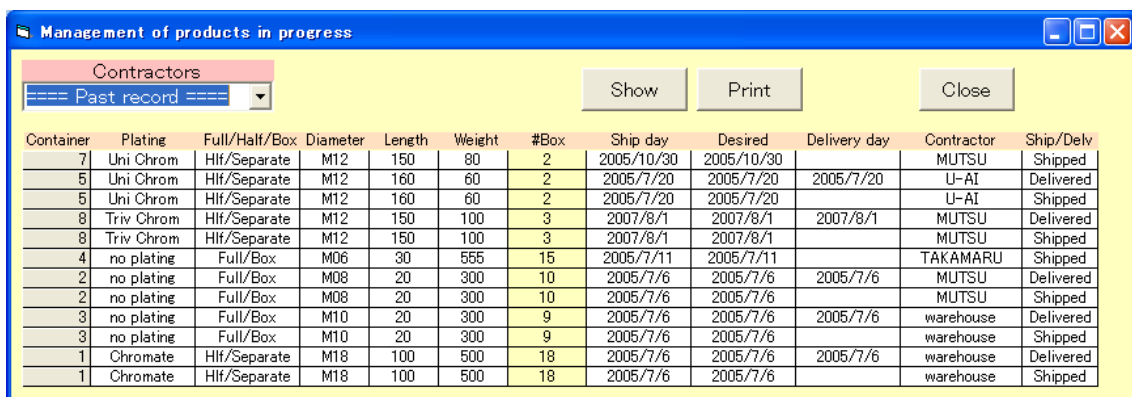 Management of products in progress
Contractors
==== Past record ====
Show Print Close
Container Plating Full/Half/Box Diameter Length Weight #Box Ship day Desired Delivery day Contractor Ship/Delv
7 Uni Chrom Hlf/Separate M12 150 80 2 2005/10/30 2005/10/30 MUTSU Shipped
5 Uni Chrom Hlf/Separate M12 160 60 2 2005/7/20 2005/7/20 2005/7/20 U-AI Delivered
5 Uni Chrom Hlf/Separate M12 160 60 2 2005/7/20 2005/7/20 U-AI Shipped
8 Triv Chrom Hlf/Separate M12 150 100 3 2007/8/1 2007/8/1 2007/8/1 MUTSU Delivered
8 Triv Chrom Hlf/Separate M12 150 100 3 2007/8/1 2007/8/1 MUTSU Shipped
4 no plating Full/Box M06 30 555 15 2005/7/11 2005/7/11 TAKAMARU Shipped
2 no plating Full/Box M08 20 300 10 2005/7/6 2005/7/6 2005/7/6 MUTSU Delivered
2 no plating Full/Box M08 20 300 10 2005/7/6 2005/7/6 MUTSU Shipped
3 no plating Full/Box M10 20 300 9 2005/7/6 2005/7/6 2005/7/6 warehouse Delivered
3 no plating Full/Box M10 20 300 9 2005/7/6 2005/7/6 warehouse Shipped
1 Chromate Hlf/Separate M18 100 500 18 2005/7/6 2005/7/6 2005/7/6 warehouse Delivered
1 Chromate Hlf/Separate M18 100 500 18 2005/7/6 2005/7/6 warehouse Shipped